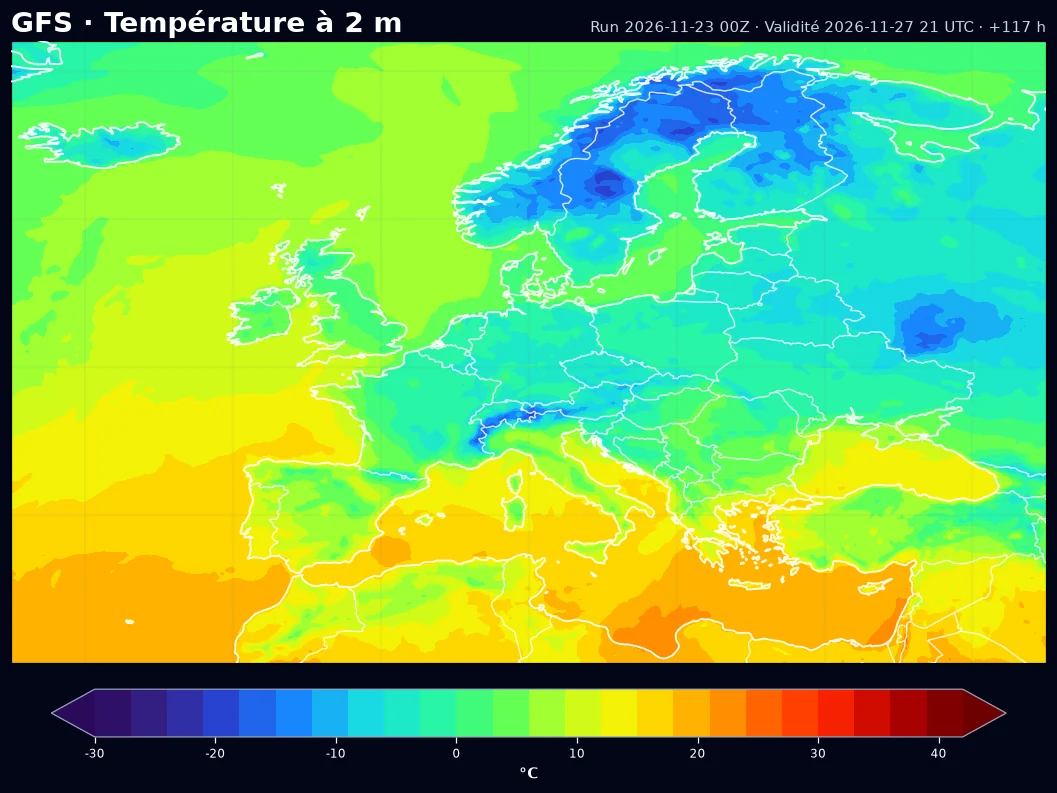 GFS · Température à 2 m
Run 2026-11-23 00Z · Validité 2026-11-27 21 UTC · +117 h
-30 -20 -10 0 10 20 30 40
°C